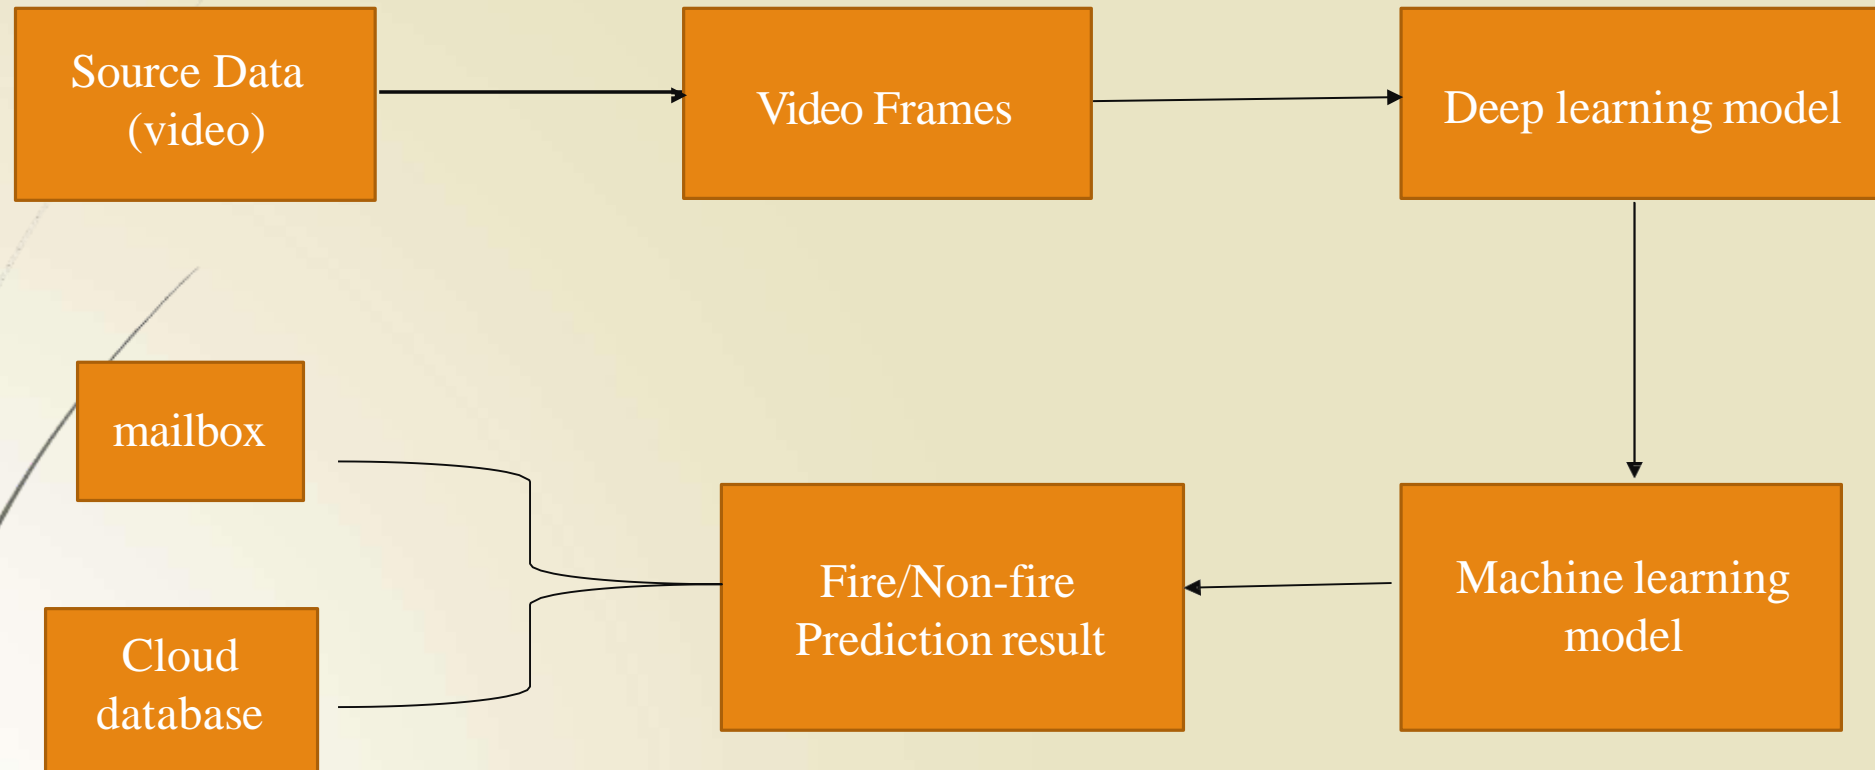 Source Data
(video)
Video Frames
Deep learning model
mailbox
Cloud
database
Fire/Non-fire
Prediction result
Machine learning
model